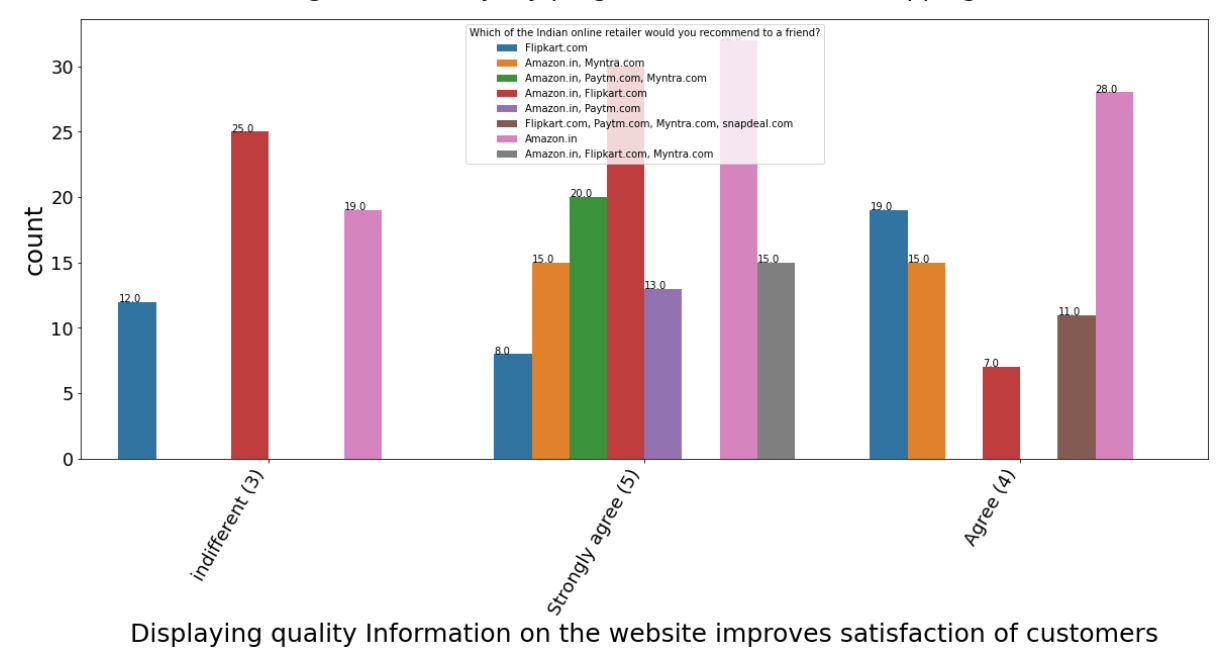 Which of the Indian online retailer would you recommend to a friend?
Flipkart.com
Amazon.in, Myntra.com
Amazon.in, Paytm.com, Myntra.com
Amazon.in, Flipkart.com
Amazon.in, Paytm.com
Flipkart.com, Paytm.com, Myntra.com, snapdeal.com
Amazon.in
Amazon.in, Flipkart.com, Myntra.com
count
30
25
20
15
10
5
0
12.0
25.0
19.0
8.0
15.0
20.0
13.0
15.0
19.0
15.0
7.0
11.0
28.0
indifferent (3)
Strongly agree (5)
Agree (4)
Displaying quality Information on the website improves satisfaction of customers